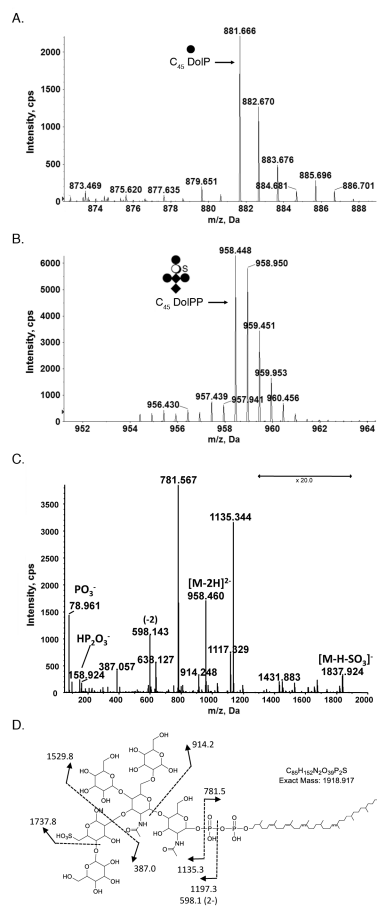 A.
881.666
C45 DolP
882.670
883.676
873.469
875.620
877.635
879.651
884.681
885.696
886.701
2000
1500
1000
500
0
Intensity, cps
874 876 878 880 882 884 886 888
m/z, Da
B.
958.448
S
958.950
C45 DolPP
959.451
959.953
956.430
957.439
957.941
960.456
6000
5000
4000
3000
2000
1000
0
Intensity, cps
952 954 956 958 960 962 964
m/z, Da
C.
781.567
x 20.0
1135.344
[M-2H]2-
958.460
PO3-
78.961
(-2)
598.143
HP2O3-
158.924
387.057
638.127
914.248
1117.329
1431.883
[M-H-SO3]-
1837.924
3500
3000
2500
2000
1500
1000
500
0
Intensity, cps
200 400 600 800 1000 1200 1400 1600 1800 2000
m/z, Da
D.
1529.8
914.2
C85H152N2O39P2S
Exact Mass: 1918.917
781.5
1737.8
HO3S
387.0
1135.3
1197.3
598.1 (2-)